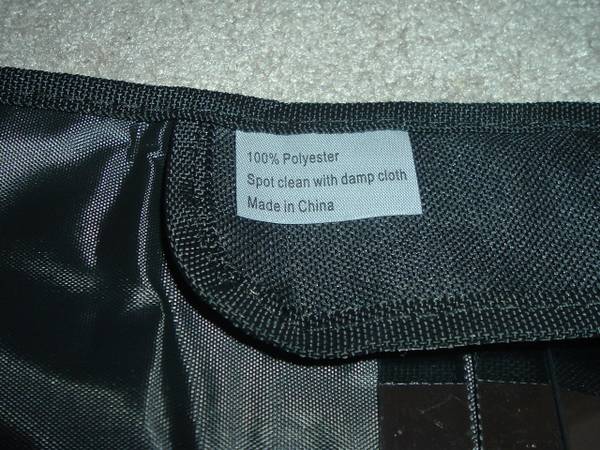 100% Polyester
Spot clean with damp cloth
Made in China